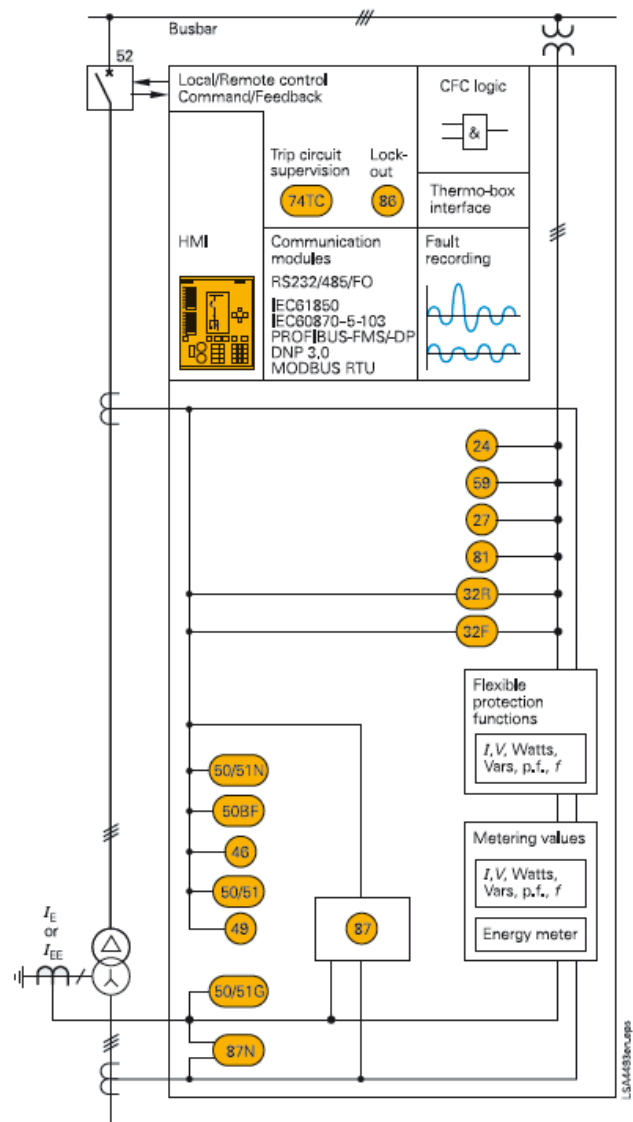 Busbar
52
Local/Remote control
Command/Feedback
CFC logic
&
Trip circuit
supervision
Lock-
out
74TC
86
Thermo-box
interface
HMI
Communication
modules
RS232/485/FO
IEC61850
IEC60870-5-103
PROFIBUS-FMS/-DP
DNP 3.0
MODBUS RTU
Fault
recording
24
59
27
81
32R
32F
Flexible
protection
functions
I,V, Watts,
Vars, p.f., f
50/51N
50BF
46
50/51
49
87
Metering values
I,V, Watts,
Vars, p.f., f
Energy meter
IE
or
IEE
50/51G
87N
LSA4483en.eps